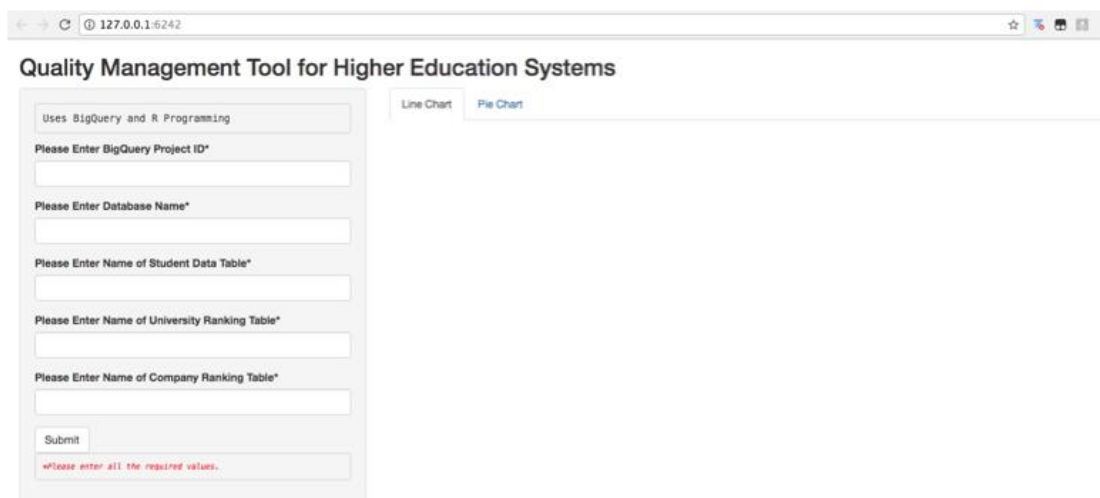 127.0.0.1:6242
Quality Management Tool for Higher Education Systems
Line Chart
Pie Chart
Uses BigQuery and R Programming
Please Enter BigQuery Project ID*
Please Enter Database Name*
Please Enter Name of Student Data Table*
Please Enter Name of University Ranking Table*
Please Enter Name of Company Ranking Table*
Submit
*Please enter all the required values.